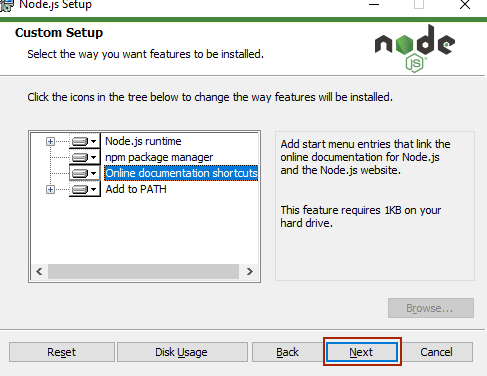 Node.js Setup
Custom Setup
Select the way you want features to be installed.
node
JS
Click the icons in the tree below to change the way features will be installed.
Node.js runtime
npm package manager
Online documentation shortcuts
Add to PATH
Add start menu entries that link the
online documentation for Node.js
and the Node.js website.
This feature requires 1KB on your
hard drive.
Browse...
Reset
Disk Usage
Back
Next
Cancel